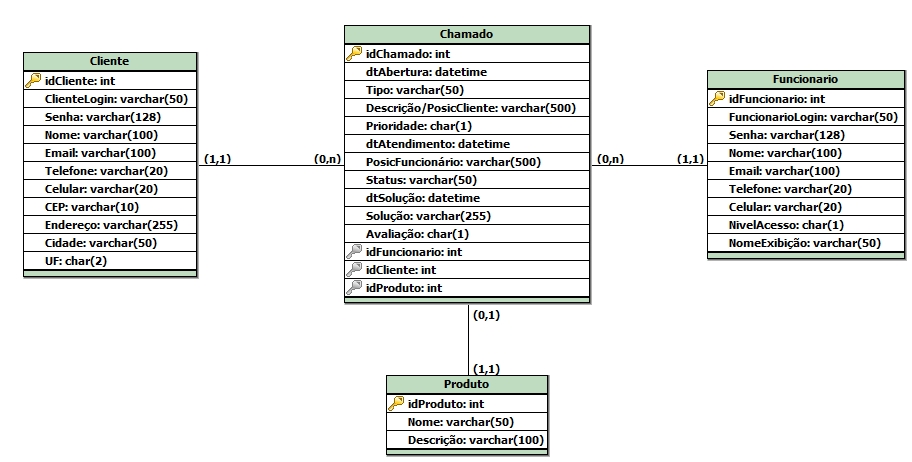 Cliente
idCliente: int
ClienteLogin: varchar(50)
Senha: varchar(128)
Nome: varchar(100)
Email: varchar(100)
Telefone: varchar(20)
Celular: varchar(20)
CEP: varchar(10)
Endereço: varchar(255)
Cidade: varchar(50)
UF: char(2)
(1,1)
(0,n)
Chamado
idChamado: int
dtAbertura: datetime
Tipo: varchar(50)
Descrição/PosicCliente: varchar(500)
Prioridade: char(1)
dtAtendimento: datetime
PosicFuncionário: varchar(500)
Status: varchar(50)
dtSolução: datetime
Solução: varchar(255)
Avaliação: char(1)
idFuncionario: int
idCliente: int
idProduto: int
(0,n)
(1,1)
Funcionario
idFuncionario: int
FuncionarioLogin: varchar(50)
Senha: varchar(128)
Nome: varchar(100)
Email: varchar(100)
Telefone: varchar(20)
Celular: varchar(20)
NivelAcesso: char(1)
NomeExibição: varchar(50)
(0,1)
(1,1)
Produto
idProduto: int
Nome: varchar(50)
Descrição: varchar(100)